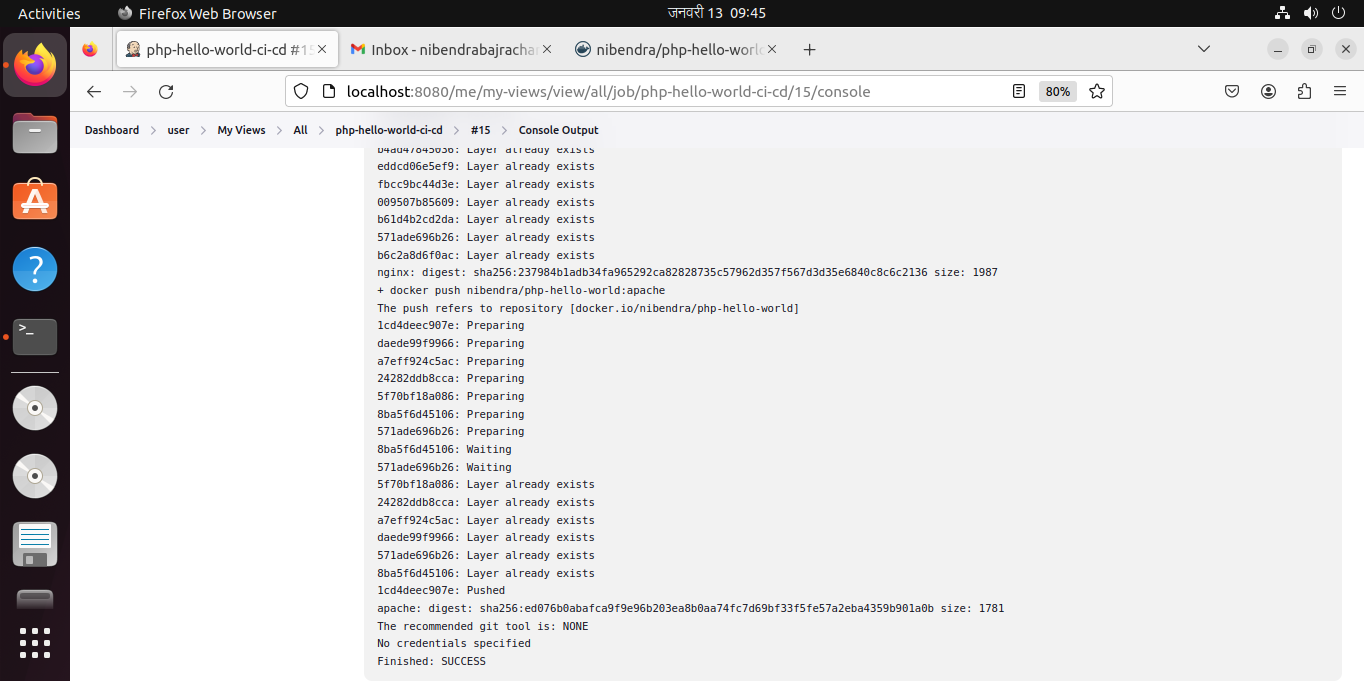 Activities
Firefox Web Browser
जनवरी 13 09:45
php-hello-world-ci-cd #15
Inbox - nibendrabajracha
nibendra/php-hello-worl
localhost:8080/me/my-views/view/all/job/php-hello-world-ci-cd/15/console
80%
Dashboard
user
My Views
All
php-hello-world-ci-cd
#15
Console Output
b4ad47845036: Layer already exists
eddcd06e5ef9: Layer already exists
fbcc9bc44d3e: Layer already exists
009507b85609: Layer already exists
b61d4b2cd2da: Layer already exists
571ade696b26: Layer already exists
b6c2a8d6f0ac: Layer already exists
nginx: digest: sha256:237984b1adb34fa965292ca82828735c57962d357f567d3d35e6840c8c6c2136 size: 1987
+ docker push nibendra/php-hello-world:apache
The push refers to repository [docker.io/nibendra/php-hello-world]
1cd4deec907e: Preparing
daede99f9966: Preparing
a7eff924c5ac: Preparing
24282ddb8cca: Preparing
5f70bf18a086: Preparing
8ba5f6d45106: Preparing
571ade696b26: Preparing
8ba5f6d45106: Waiting
571ade696b26: Waiting
5f70bf18a086: Layer already exists
24282ddb8cca: Layer already exists
a7eff924c5ac: Layer already exists
daede99f9966: Layer already exists
571ade696b26: Layer already exists
8ba5f6d45106: Layer already exists
1cd4deec907e: Pushed
apache: digest: sha256:ed076b0abafca9f9e96b203ea8b0aa74fc7d69bf33f5fe57a2eba4359b901a0b size: 1781
The recommended git tool is: NONE
No credentials specified
Finished: SUCCESS